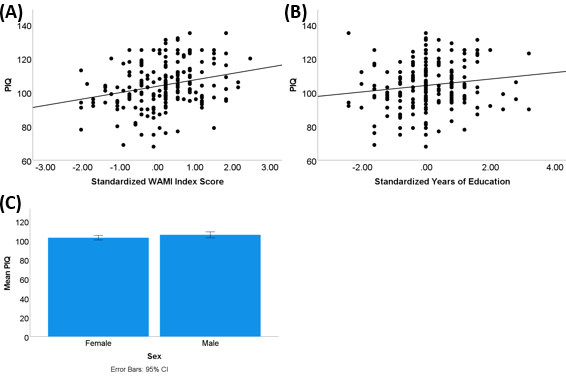 (A)
140
120
100
80
60
PIQ
-3.00 -2.00 -1.00 .00 1.00 2.00 3.00
Standardized WAMI Index Score
(B)
140
120
100
80
60
PIQ
-2.00 .00 2.00 4.00
Standardized Years of Education
(C)
120
100
80
60
40
20
0
Mean PIQ
Female Male
Sex
Error Bars: 95% CI